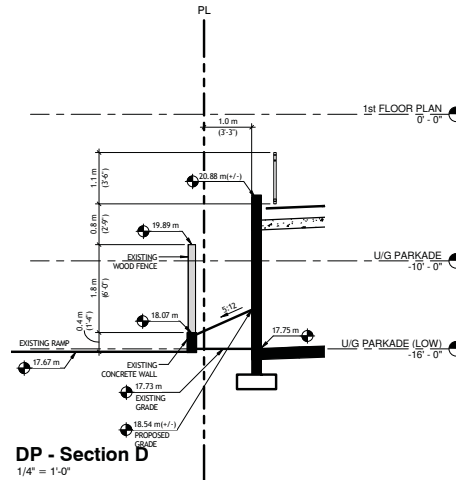 PL
1st FLOOR PLAN
0' - 0"
1.0 m
(3'-3")
1.1 m
(3'-6")
20.88 m(+/-)
0.8 m
(2'-9")
19.89 m
EXISTING
WOOD FENCE
U/G PARKADE
-10' - 0"
1.8 m
(6'-0")
5:12
18.07 m
0.4 m
(1'-4")
17.75 m
EXISTING RAMP
U/G PARKADE (LOW)
-16' - 0"
17.67 m
EXISTING
CONCRETE WALL
17.73 m
EXISTING
GRADE
18.54 m(+/-)
PROPOSED
GRADE
DP - Section D
1/4" = 1'-0"